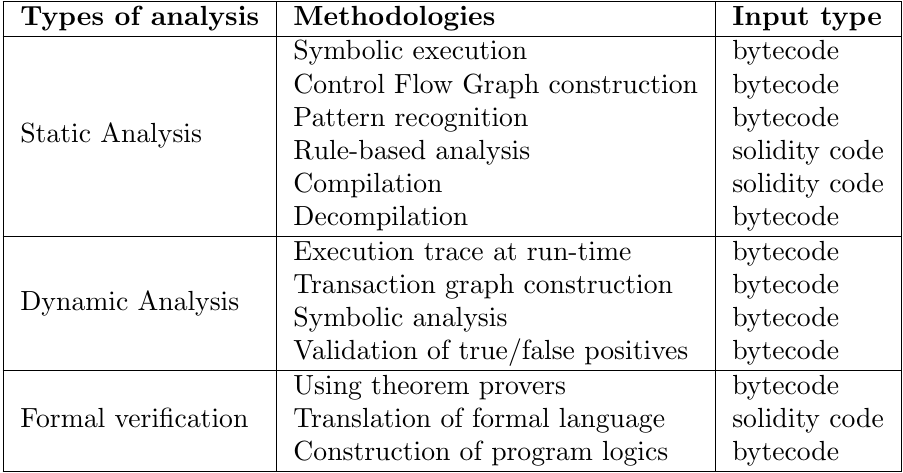 Types of analysis Methodologies Input type
Symbolic execution bytecode
Control Flow Graph construction bytecode
Pattern recognition bytecode
Static Analysis
Rule-based analysis solidity code
Compilation solidity code
Decompilation bytecode
Execution trace at run-time bytecode
Transaction graph construction bytecode
Dynamic Analysis
Symbolic analysis bytecode
Validation of true/false positives bytecode
Using theorem provers bytecode
Formal verification Translation of formal language solidity code
Construction of program logics bytecode